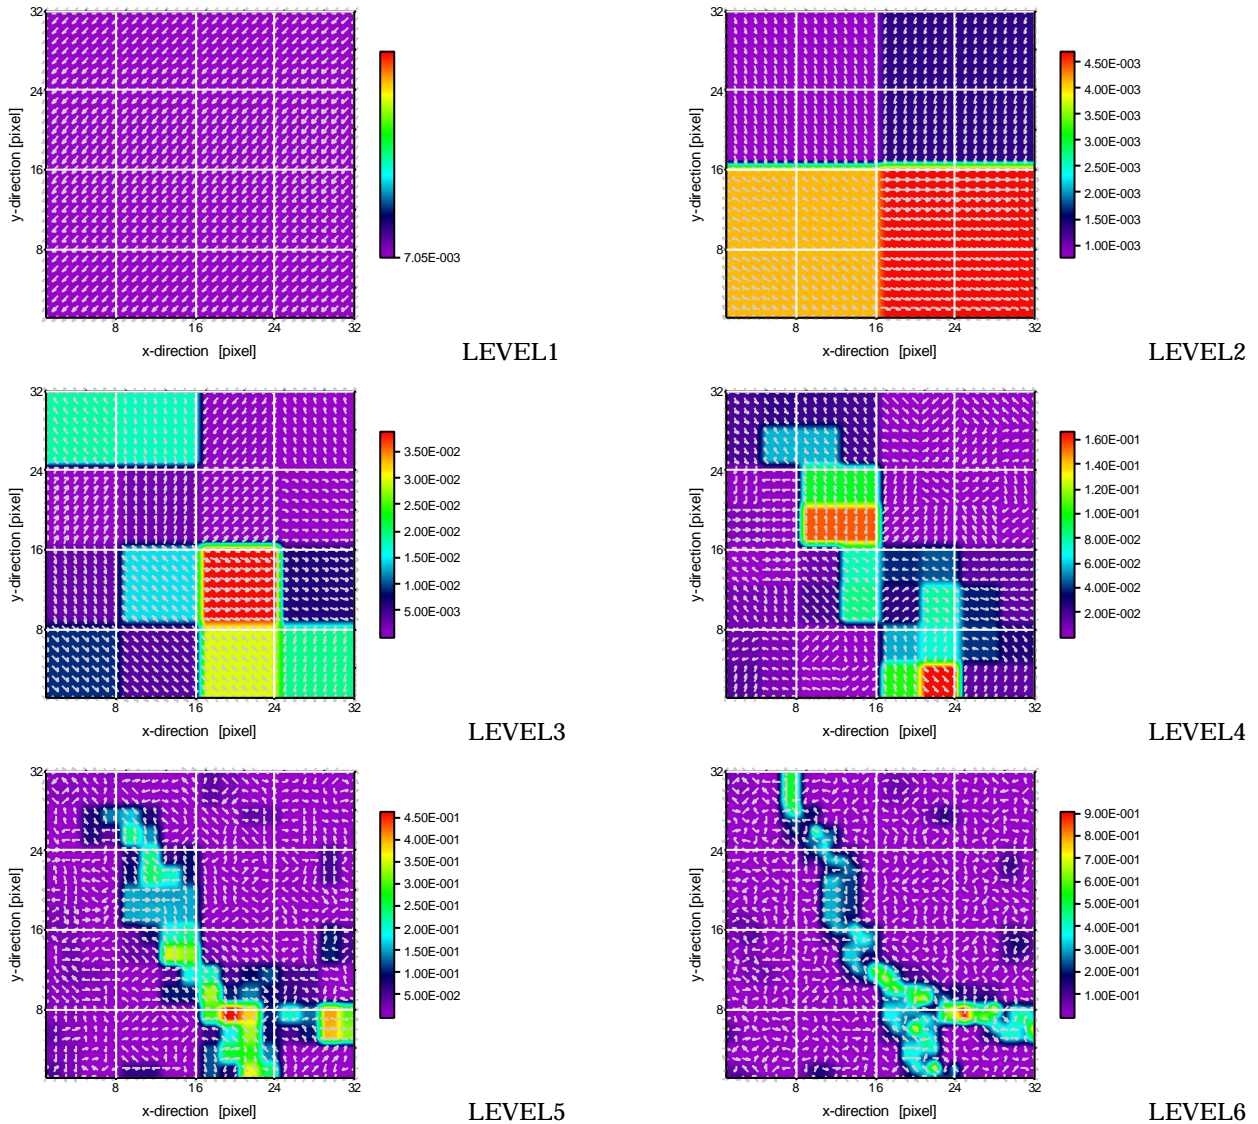 32
24
16
8
y-direction [pixel]
8 16 24 32
x-direction [pixel]
7.05E-003
LEVEL1
32
24
16
8
y-direction [pixel]
8 16 24 32
x-direction [pixel]
4.50E-003
4.00E-003
3.50E-003
3.00E-003
2.50E-003
2.00E-003
1.50E-003
1.00E-003
LEVEL2
32
24
16
8
y-direction [pixel]
8 16 24 32
x-direction [pixel]
3.50E-002
3.00E-002
2.50E-002
2.00E-002
1.50E-002
1.00E-002
5.00E-003
LEVEL3
32
24
16
8
y-direction [pixel]
8 16 24 32
x-direction [pixel]
1.60E-001
1.40E-001
1.20E-001
1.00E-001
8.00E-002
6.00E-002
4.00E-002
2.00E-002
LEVEL4
32
24
16
8
y-direction [pixel]
8 16 24 32
x-direction [pixel]
4.50E-001
4.00E-001
3.50E-001
3.00E-001
2.50E-001
2.00E-001
1.50E-001
1.00E-001
5.00E-002
LEVEL5
32
24
16
8
y-direction [pixel]
8 16 24 32
x-direction [pixel]
9.00E-001
8.00E-001
7.00E-001
6.00E-001
5.00E-001
4.00E-001
3.00E-001
2.00E-001
1.00E-001
LEVEL6